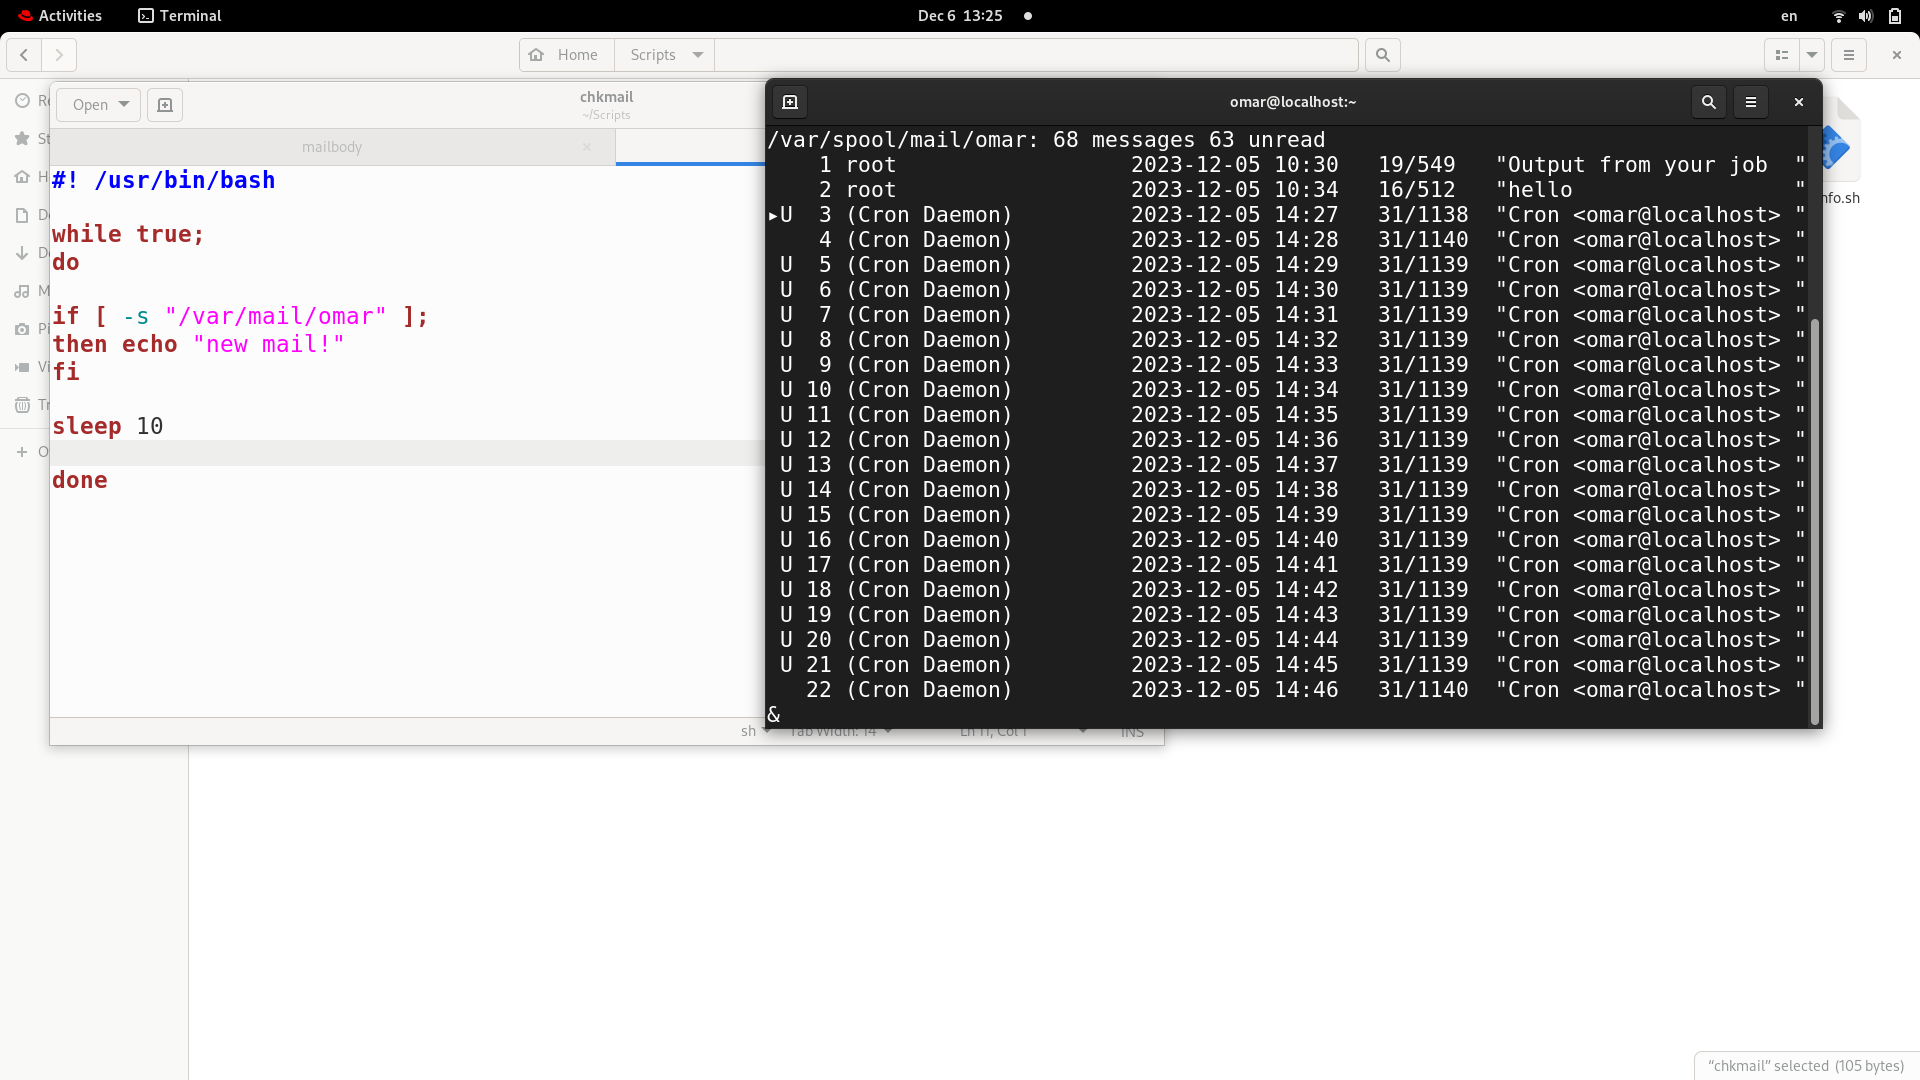 Activities Terminal Dec 6 13:25 en
Home Scripts
Open chkmail
~/Scripts
mailbody
#! /usr/bin/bash
while true;
do
if [ -s "/var/mail/omar" ];
then echo "new mail!"
fi
sleep 10
done
sh Tab Width: 14 Ln 11, Col 1 INS
omar@localhost:~
/var/spool/mail/omar: 68 messages 63 unread
1 root 2023-12-05 10:30 19/549 "Output from your job "
2 root 2023-12-05 10:34 16/512 "hello "
▸U 3 (Cron Daemon) 2023-12-05 14:27 31/1138 "Cron <omar@localhost> "
4 (Cron Daemon) 2023-12-05 14:28 31/1140 "Cron <omar@localhost> "
U 5 (Cron Daemon) 2023-12-05 14:29 31/1139 "Cron <omar@localhost> "
U 6 (Cron Daemon) 2023-12-05 14:30 31/1139 "Cron <omar@localhost> "
U 7 (Cron Daemon) 2023-12-05 14:31 31/1139 "Cron <omar@localhost> "
U 8 (Cron Daemon) 2023-12-05 14:32 31/1139 "Cron <omar@localhost> "
U 9 (Cron Daemon) 2023-12-05 14:33 31/1139 "Cron <omar@localhost> "
U 10 (Cron Daemon) 2023-12-05 14:34 31/1139 "Cron <omar@localhost> "
U 11 (Cron Daemon) 2023-12-05 14:35 31/1139 "Cron <omar@localhost> "
U 12 (Cron Daemon) 2023-12-05 14:36 31/1139 "Cron <omar@localhost> "
U 13 (Cron Daemon) 2023-12-05 14:37 31/1139 "Cron <omar@localhost> "
U 14 (Cron Daemon) 2023-12-05 14:38 31/1139 "Cron <omar@localhost> "
U 15 (Cron Daemon) 2023-12-05 14:39 31/1139 "Cron <omar@localhost> "
U 16 (Cron Daemon) 2023-12-05 14:40 31/1139 "Cron <omar@localhost> "
U 17 (Cron Daemon) 2023-12-05 14:41 31/1139 "Cron <omar@localhost> "
U 18 (Cron Daemon) 2023-12-05 14:42 31/1139 "Cron <omar@localhost> "
U 19 (Cron Daemon) 2023-12-05 14:43 31/1139 "Cron <omar@localhost> "
U 20 (Cron Daemon) 2023-12-05 14:44 31/1139 "Cron <omar@localhost> "
U 21 (Cron Daemon) 2023-12-05 14:45 31/1139 "Cron <omar@localhost> "
22 (Cron Daemon) 2023-12-05 14:46 31/1140 "Cron <omar@localhost> "
&
nfo.sh
“chkmail” selected (105 bytes)